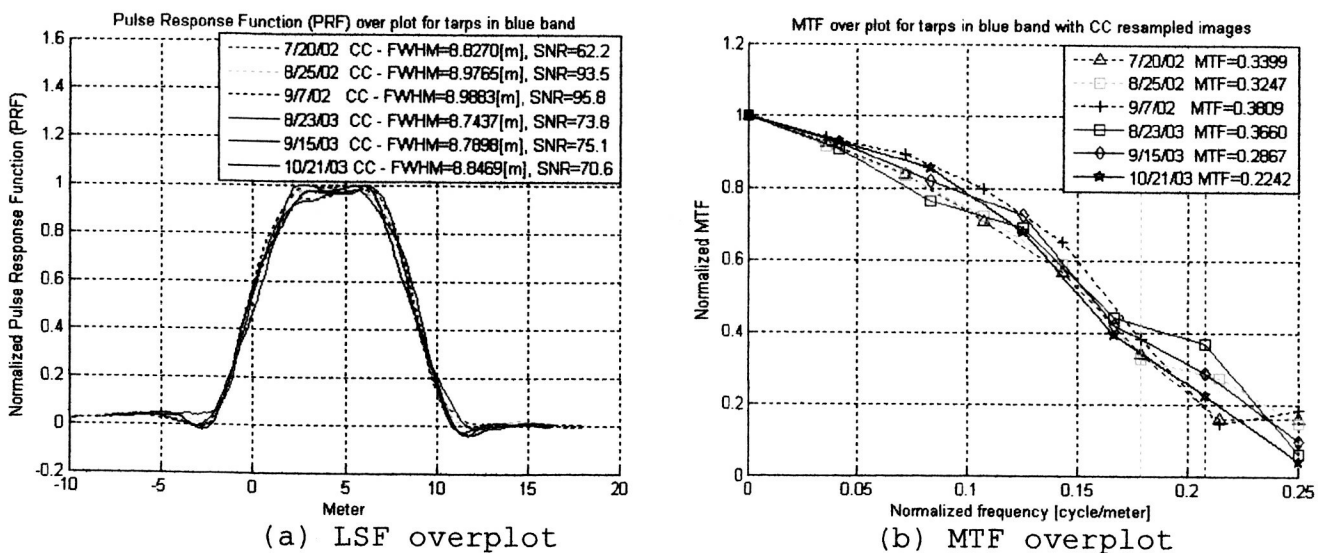 Pulse Response Function (PRF) over plot for tarps in blue band
7/20/02 CC - FWHM=8.8270[m], SNR=62.2
8/25/02 CC - FWHM=8.9765[m], SNR=93.5
9/7/02 CC - FWHM=8.9883[m], SNR=95.8
8/23/03 CC - FWHM=8.7437[m], SNR=73.8
9/15/03 CC - FWHM=8.7898[m], SNR=75.1
10/21/03 CC - FWHM=8.8469[m], SNR=70.6
Normalized Pulse Response Function (PRF)
1.6
1.4
1.2
1
0.8
0.6
0.4
0.2
0
-0.2
-10
-5
0
5
10
15
20
Meter
(a) LSF overplot
MTF over plot for tarps in blue band with CC resampled images
7/20/02 MTF=0.3399
8/25/02 MTF=0.3247
9/7/02 MTF=0.3809
8/23/03 MTF=0.3660
9/15/03 MTF=0.2867
10/21/03 MTF=0.2242
Normalized MTF
1.2
1
0.8
0.6
0.4
0.2
0
0
0.05
0.1
0.15
0.2
0.25
Normalized frequency [cycle/meter]
(b) MTF overplot